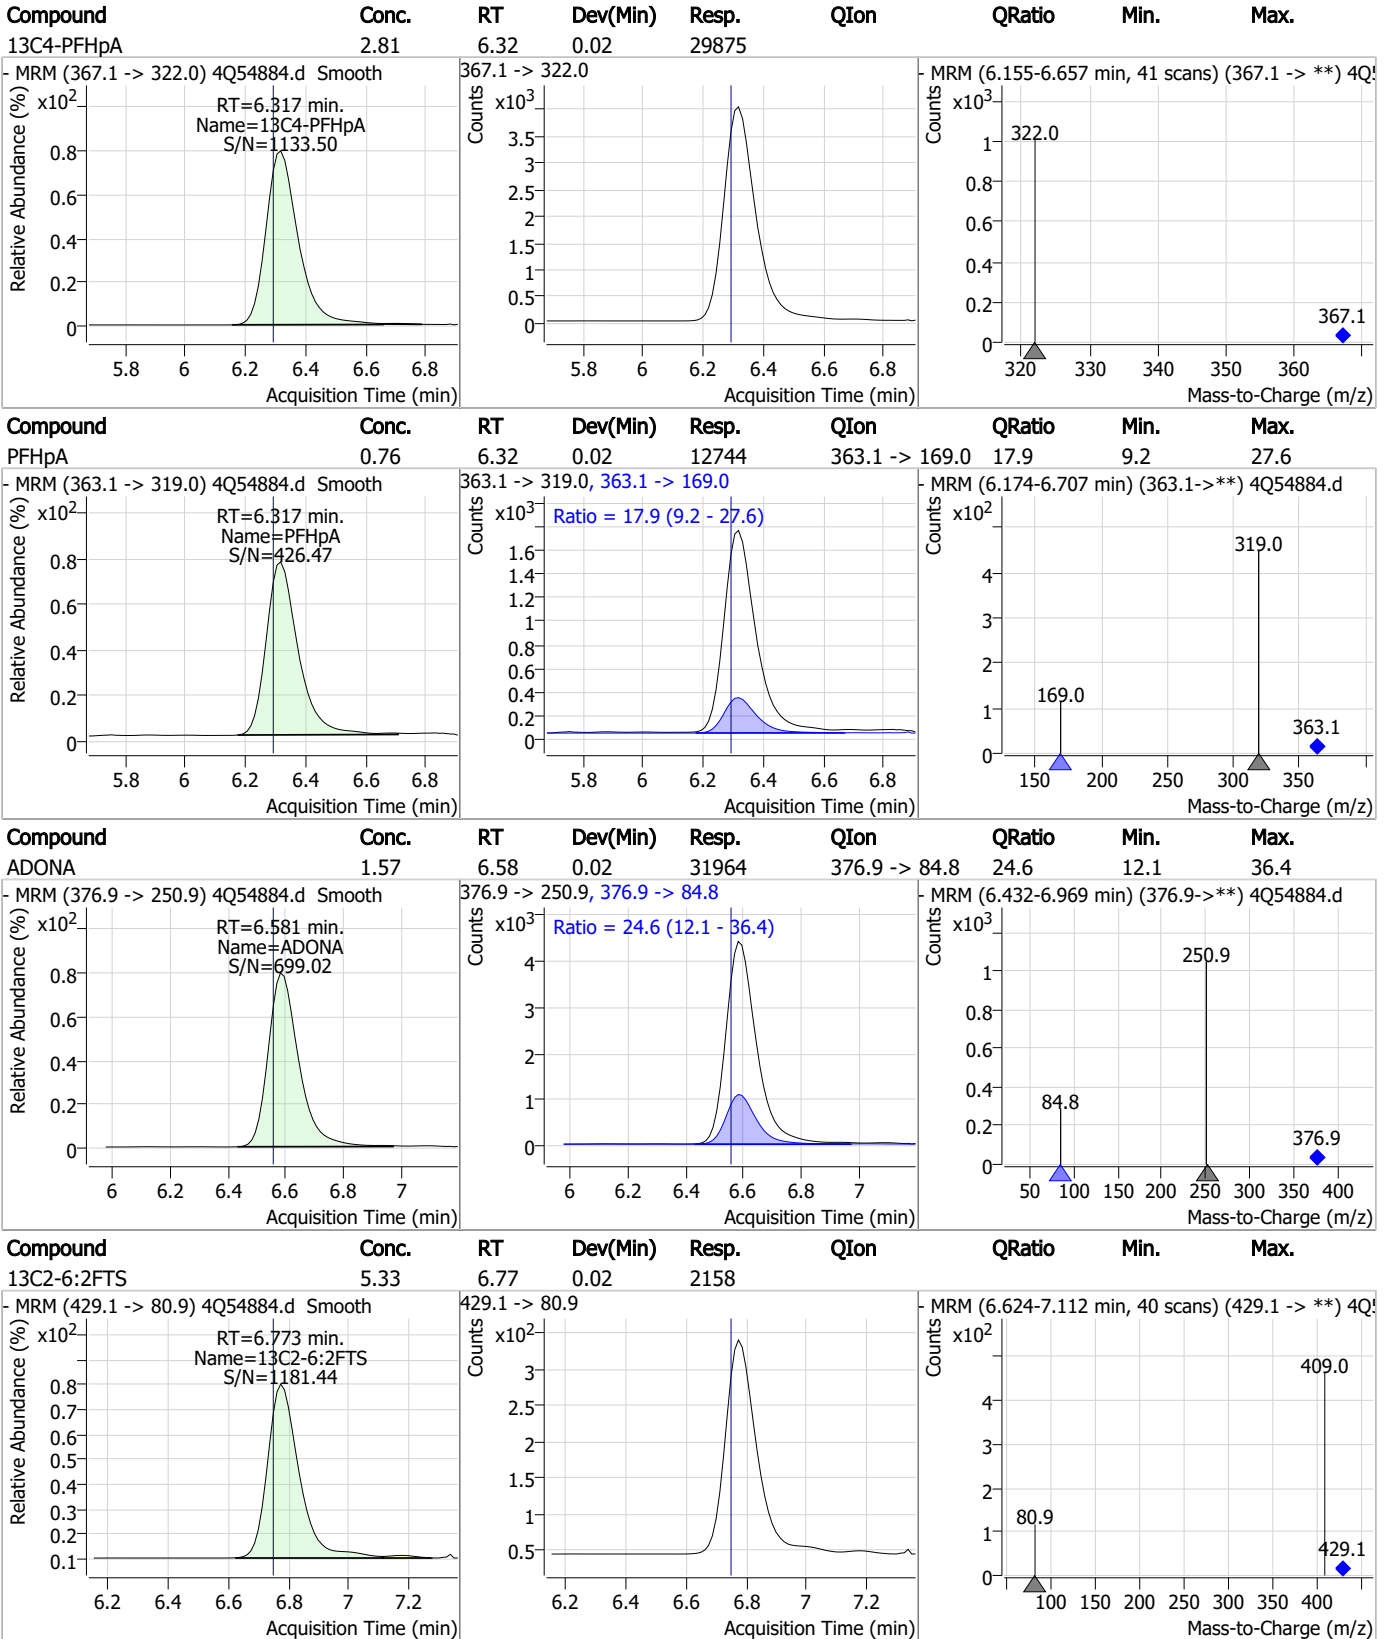 Compound Conc. RT Dev(Min) Resp. QIon QRatio Min. Max.
13C4-PFHpA 2.81 6.32 0.02 29875
- MRM (367.1 -> 322.0) 4Q54884.d Smooth
x10²
RT=6.317 min.
Name=13C4-PFHpA
S/N=1133.50
Relative Abundance (%)
0.8
0.6
0.4
0.2
0
5.8 6 6.2 6.4 6.6 6.8
Acquisition Time (min)
367.1 -> 322.0
Counts
x10³
3.5
3
2.5
2
1.5
1
0.5
0
5.8 6 6.2 6.4 6.6 6.8
Acquisition Time (min)
- MRM (6.155-6.657 min, 41 scans) (367.1 -> **) 4Q5
Counts
x10³
322.0
1
0.8
0.6
0.4
0.2
0
367.1
320 330 340 350 360
Mass-to-Charge (m/z)
Compound Conc. RT Dev(Min) Resp. QIon QRatio Min. Max.
PFHpA 0.76 6.32 0.02 12744 363.1 -> 169.0 17.9 9.2 27.6
- MRM (363.1 -> 319.0) 4Q54884.d Smooth
x10²
RT=6.317 min.
Name=PFHpA
S/N=426.47
Relative Abundance (%)
0.8
0.6
0.4
0.2
0
5.8 6 6.2 6.4 6.6 6.8
Acquisition Time (min)
363.1 -> 319.0, 363.1 -> 169.0
Counts
x10³
Ratio = 17.9 (9.2 - 27.6)
1.6
1.4
1.2
1
0.8
0.6
0.4
0.2
0
5.8 6 6.2 6.4 6.6 6.8
Acquisition Time (min)
- MRM (6.174-6.707 min) (363.1->**) 4Q54884.d
Counts
x10²
319.0
4
3
2
1
0
169.0
363.1
150 200 250 300 350
Mass-to-Charge (m/z)
Compound Conc. RT Dev(Min) Resp. QIon QRatio Min. Max.
ADONA 1.57 6.58 0.02 31964 376.9 -> 84.8 24.6 12.1 36.4
- MRM (376.9 -> 250.9) 4Q54884.d Smooth
x10²
RT=6.581 min.
Name=ADONA
S/N=699.02
Relative Abundance (%)
0.8
0.6
0.4
0.2
0
6 6.2 6.4 6.6 6.8 7
Acquisition Time (min)
376.9 -> 250.9, 376.9 -> 84.8
Counts
x10³
Ratio = 24.6 (12.1 - 36.4)
4
3
2
1
0
6 6.2 6.4 6.6 6.8 7
Acquisition Time (min)
- MRM (6.432-6.969 min) (376.9->**) 4Q54884.d
Counts
x10³
250.9
1
0.8
0.6
0.4
0.2
0
84.8
376.9
50 100 150 200 250 300 350 400
Mass-to-Charge (m/z)
Compound Conc. RT Dev(Min) Resp. QIon QRatio Min. Max.
13C2-6:2FTS 5.33 6.77 0.02 2158
- MRM (429.1 -> 80.9) 4Q54884.d Smooth
x10²
RT=6.773 min.
Name=13C2-6:2FTS
S/N=1181.44
Relative Abundance (%)
0.8
0.7
0.6
0.5
0.4
0.3
0.2
0.1
6.2 6.4 6.6 6.8 7 7.2
Acquisition Time (min)
429.1 -> 80.9
Counts
x10²
3
2.5
2
1.5
1
0.5
6.2 6.4 6.6 6.8 7 7.2
Acquisition Time (min)
- MRM (6.624-7.112 min, 40 scans) (429.1 -> **) 4Q5
Counts
x10²
409.0
4
3
2
1
0
80.9
429.1
100 150 200 250 300 350 400
Mass-to-Charge (m/z)